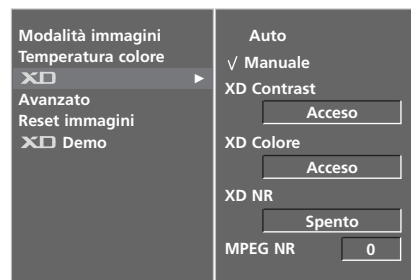 Modalità immagini
Temperatura colore
XD
Avanzato
Reset immagini
XD Demo
Auto
√ Manuale
XD Contrast
Acceso
XD Colore
Acceso
XD NR
Spento
MPEG NR 0